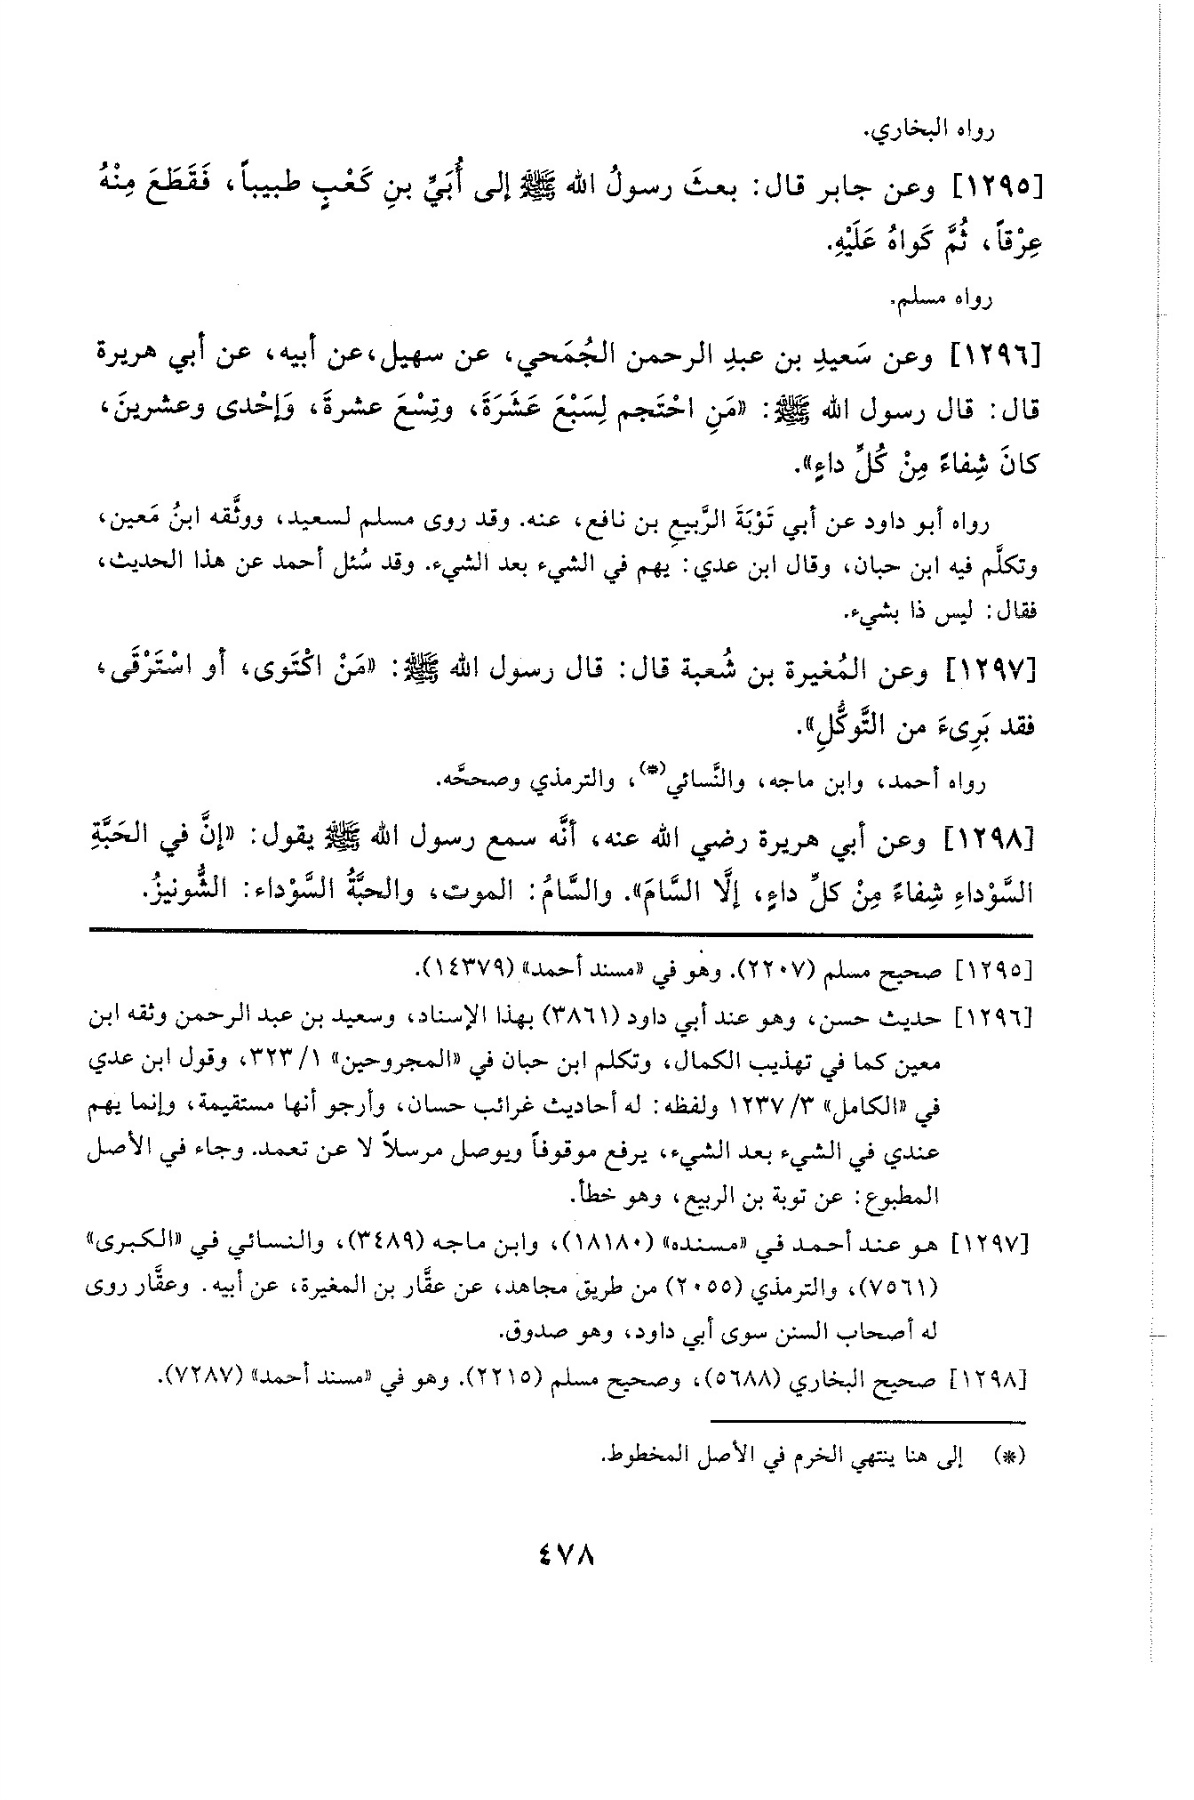 رواه البخاري.
[١٢٩٥] وعن جابر قال: بعثَ رسولُ الله ﷺ إلى أُبَيِّ بنِ كَعْبٍ طبيباً، فَقَطَعَ مِنْهُ
عِرْقاً، ثُمَّ كَواهُ عَلَيْهِ.
رواه مسلم.
[١٢٩٦] وعن سَعيدِ بن عبدِ الرحمن الجُمَحي، عن سهيل،عن أبيه، عن أبي هريرة
قال: قال رسول الله ﷺ: «مَنِ احْتَجم لِسَبْعَ عَشَرَةَ، وتِسْعَ عشرةَ، وَإحْدى وعشرينَ،
كانَ شِفاءً مِنْ كُلِّ داءٍ».
رواه أبو داود عن أبي تَوْبَةَ الرَّبيعِ بن نافع، عنه. وقد روى مسلم لسعيد، ووثَّقه ابنُ مَعين،
وتكلَّم فيه ابن حبان، وقال ابن عدي: يهم في الشيء بعد الشيء. وقد سُئل أحمد عن هذا الحديث،
فقال: ليس ذا بشيء.
[١٢٩٧] وعن المُغيرة بن شُعبة قال: قال رسول الله ﷺ: «مَنْ اكْتَوى، أو اسْتَرْقَى،
فقد بَرِىءَ من التَّوكُّلِ».
رواه أحمد، وابن ماجه، والنَّسائي(*)، والترمذي وصححَّه.
[١٢٩٨] وعن أبي هريرة رضي الله عنه، أنَّه سمع رسول الله ﷺ يقول: «إنَّ في الحَبَّةِ
السَّوْداءِ شِفاءً مِنْ كلِّ داءٍ، إلَّا السَّامَ». والسَّامُ: الموت، والحبَّةُ السَّوْداء: الشُّونيزُ.
[١٢٩٥] صحيح مسلم (٢٢٠٧). وهو في «مسند أحمد» (١٤٣٧٩).
[١٢٩٦] حديث حسن، وهو عند أبي داود (٣٨٦١) بهذا الإسناد، وسعيد بن عبد الرحمن وثقه ابن
معين كما في تهذيب الكمال، وتكلم ابن حبان في «المجروحين» ١/ ٣٢٣، وقول ابن عدي
في «الكامل» ٣/ ١٢٣٧ ولفظه: له أحاديث غرائب حسان، وأرجو أنها مستقيمة، وإنما يهم
عندي في الشيء بعد الشيء، يرفع موقوفاً ويوصل مرسلاً لا عن تعمد. وجاء في الأصل
المطبوع: عن توبة بن الربيع، وهو خطأ.
[١٢٩٧] هو عند أحمد في «مسنده» (١٨١٨٠)، وابن ماجه (٣٤٨٩)، والنسائي في «الكبرى»
(٧٥٦١)، والترمذي (٢٠٥٥) من طريق مجاهد، عن عقَّار بن المغيرة، عن أبيه. وعقَّار روى
له أصحاب السنن سوى أبي داود، وهو صدوق.
[١٢٩٨] صحيح البخاري (٥٦٨٨)، وصحيح مسلم (٢٢١٥). وهو في «مسند أحمد» (٧٢٨٧).
(*) إلى هنا ينتهي الخرم في الأصل المخطوط.
٤٧٨